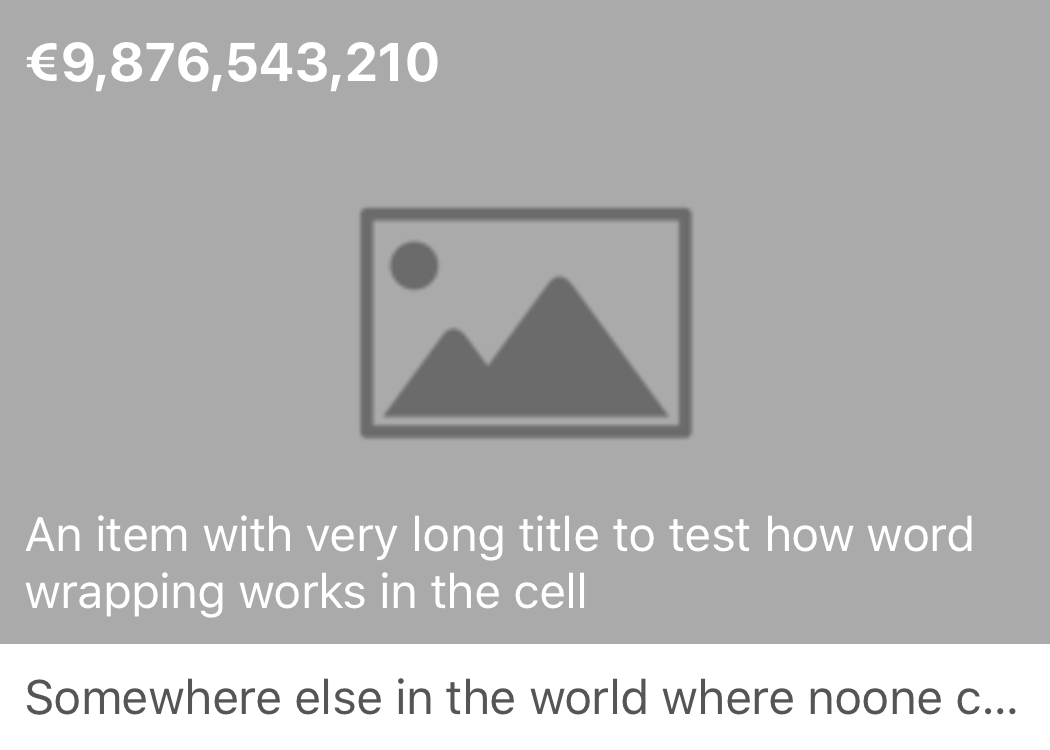 €9,876,543,210
An item with very long title to test how word
wrapping works in the cell
Somewhere else in the world where noone c...